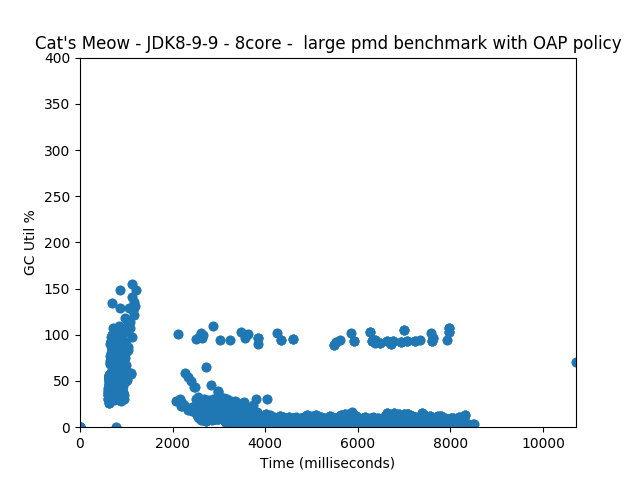 Cat's Meow - JDK8-9-9 - 8core -  large pmd benchmark with OAP policy
400
350
300
250
200
150
100
50
0
GC Util %
0 2000 4000 6000 8000 10000
Time (milliseconds)